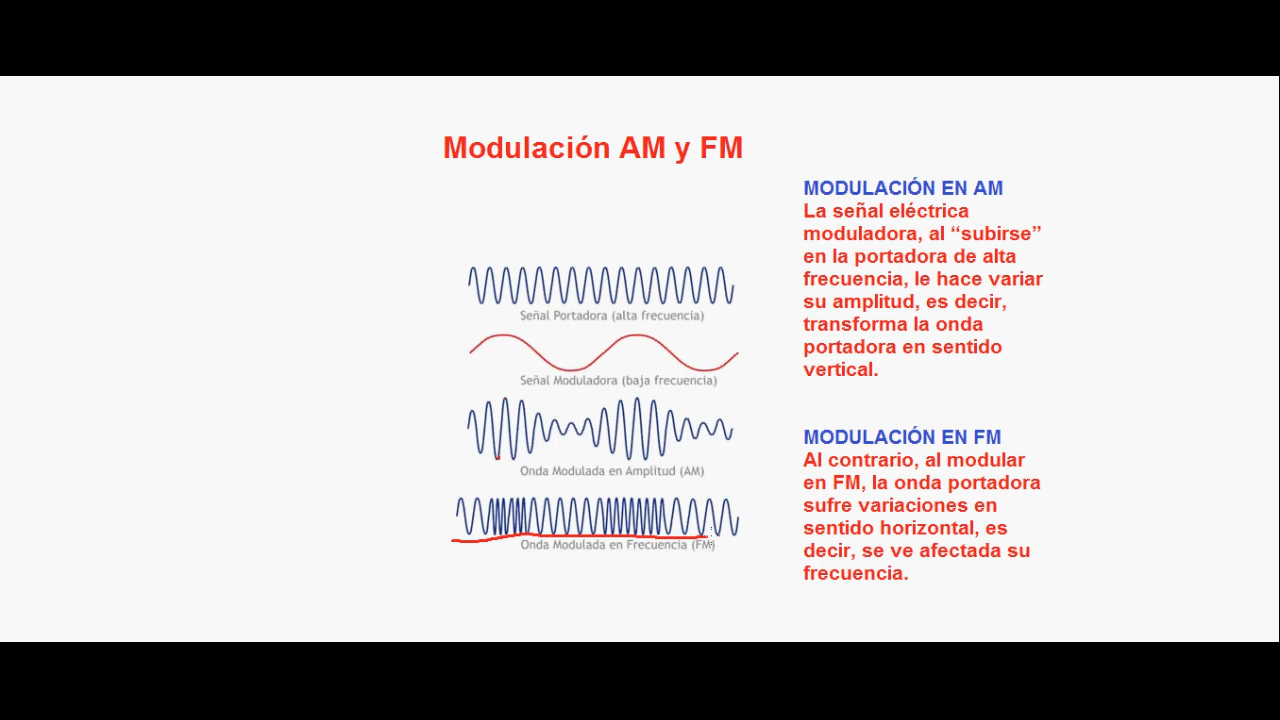 Modulación AM y FM
MODULACIÓN EN AM
La señal eléctrica
moduladora, al “subirse”
en la portadora de alta
frecuencia, le hace variar
su amplitud, es decir,
transforma la onda
portadora en sentido
vertical.
Señal Portadora (alta frecuencia)
Señal Moduladora (baja frecuencia)
Onda Modulada en Amplitud (AM)
Onda Modulada en Frecuencia (FM)
MODULACIÓN EN FM
Al contrario, al modular
en FM, la onda portadora
sufre variaciones en
sentido horizontal, es
decir, se ve afectada su
frecuencia.